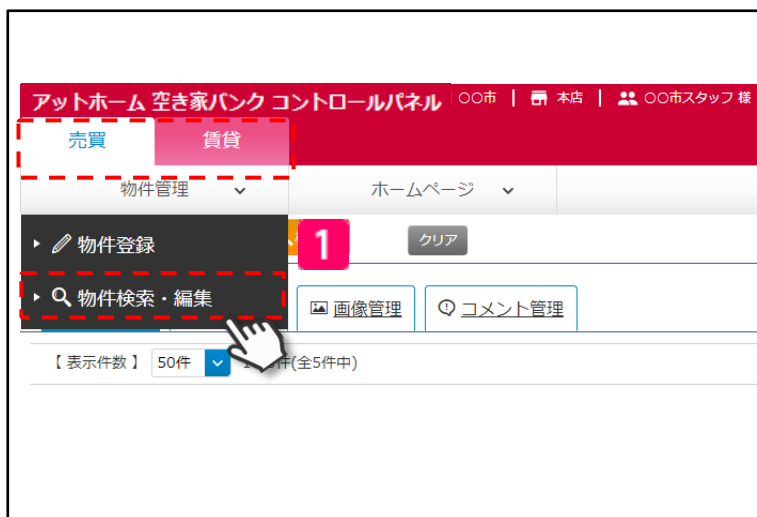 アットホーム 空き家バンク コントロールパネル ○○市 | 本店 | ○○市スタッフ 様
売買 賃貸
物件管理 ホームページ
物件登録 1 クリア
物件検索・編集 画像管理 コメント管理
【 表示件数 】 50件 件(全5件中)